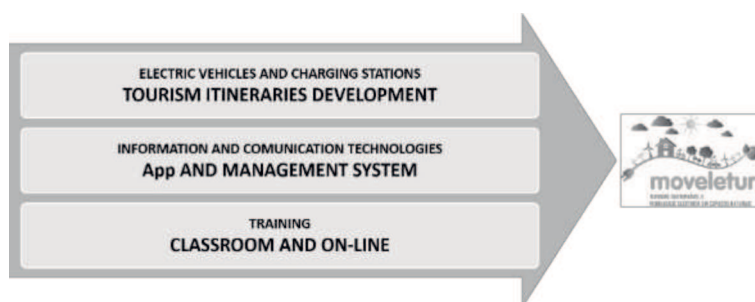 ELECTRIC VEHICLES AND CHARGING STATIONS
TOURISM ITINERARIES DEVELOPMENT
INFORMATION AND COMUNICATION TECHNOLOGIES
App AND MANAGEMENT SYSTEM
TRAINING
CLASSROOM AND ON-LINE
moveletur